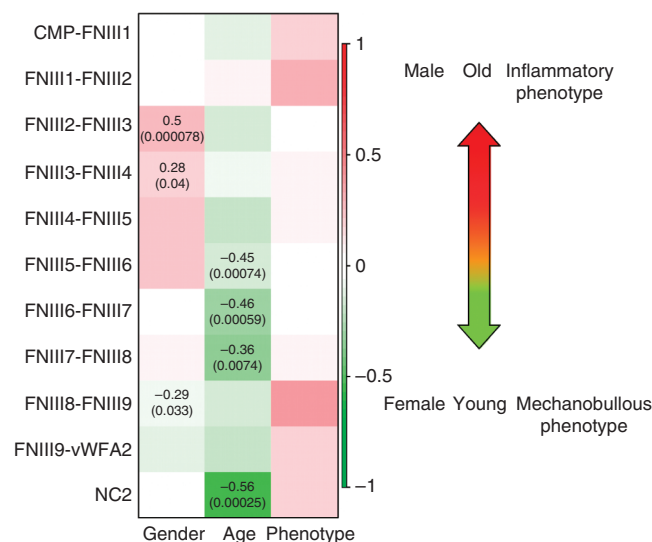 CMP-FNIII1
FNIII1-FNIII2
FNIII2-FNIII3
FNIII3-FNIII4
FNIII4-FNIII5
FNIII5-FNIII6
FNIII6-FNIII7
FNIII7-FNIII8
FNIII8-FNIII9
FNIII9-vWFA2
NC2
0.5
(0.000078)
0.28
(0.04)
−0.45
(0.00074)
−0.46
(0.00059)
−0.36
(0.0074)
−0.29
(0.033)
−0.56
(0.00025)
Gender Age Phenotype
1
0.5
0
−0.5
−1
Male Old Inflammatory
phenotype
Female Young Mechanobullous
phenotype